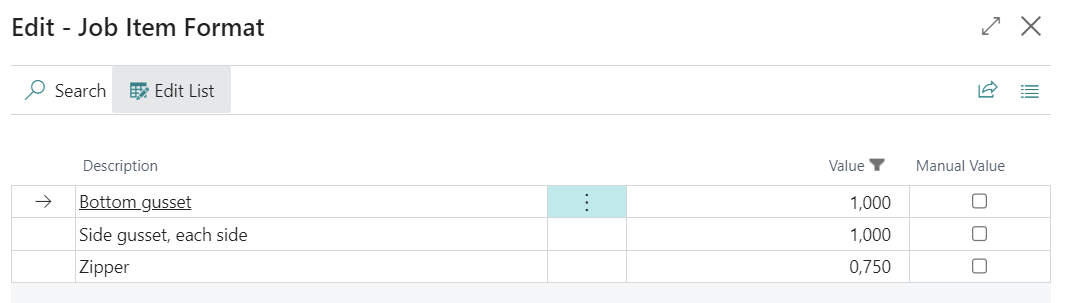 Edit - Job Item Format
Search Edit List
Description Value Manual Value
Bottom gusset 1,000
Side gusset, each side 1,000
Zipper 0,750